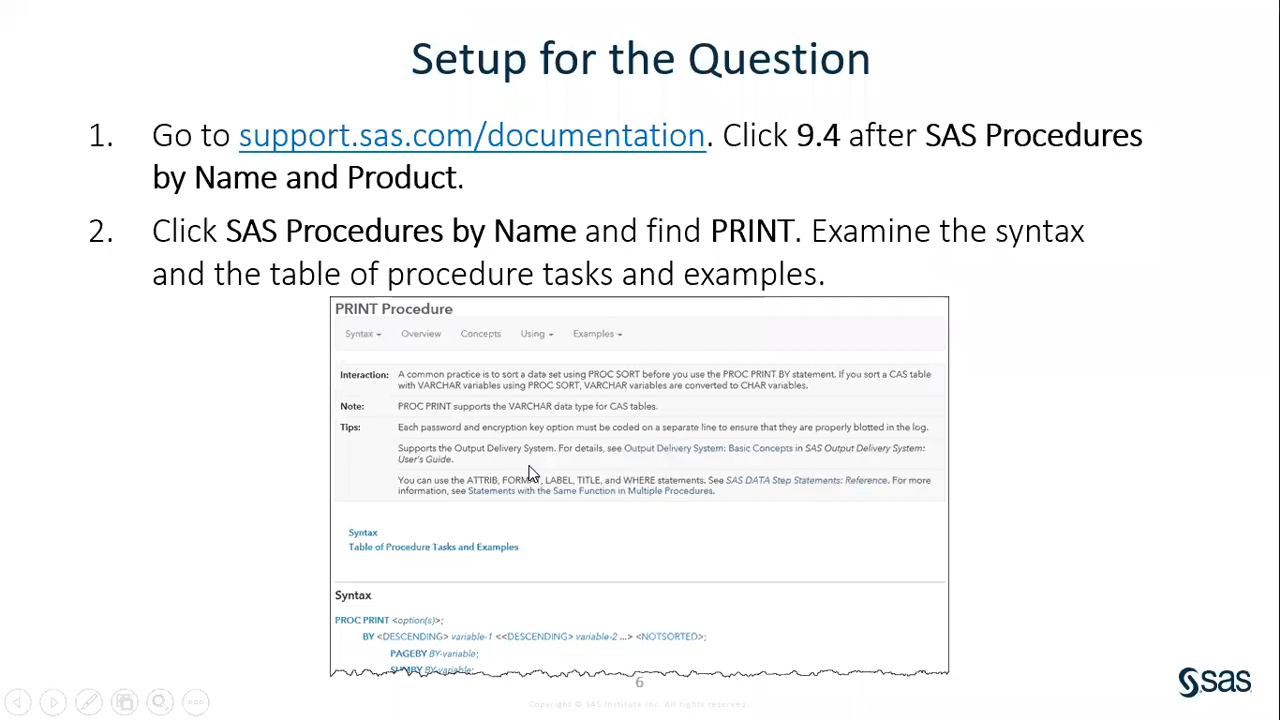 Setup for the Question
1. Go to support.sas.com/documentation. Click 9.4 after SAS Procedures
by Name and Product.
2. Click SAS Procedures by Name and find PRINT. Examine the syntax
and the table of procedure tasks and examples.
PRINT Procedure
Syntax Overview Concepts Using Examples
Interaction: A common practice is to sort a data set using PROC SORT before you use the PROC PRINT BY statement. If you sort a CAS table
with VARCHAR variables using PROC SORT, VARCHAR variables are converted to CHAR variables.
Note: PROC PRINT supports the VARCHAR data type for CAS tables.
Tips: Each password and encryption key option must be coded on a separate line to ensure that they are properly blotted in the log.
Supports the Output Delivery System. For details, see Output Delivery System: Basic Concepts in SAS Output Delivery System:
User's Guide.
You can use the ATTRIB, FORMAT, LABEL, TITLE, and WHERE statements. See SAS DATA Step Statements: Reference. For more
information, see Statements with the Same Function in Multiple Procedures.
Syntax
Table of Procedure Tasks and Examples
Syntax
PROC PRINT <option(s)>;
BY <DESCENDING> variable-1 <<DESCENDING> variable-2 ...> <NOTSORTED>;
PAGEBY BY-variable;
SUMBY BY-variable;
6
Copyright © SAS Institute Inc. All rights reserved.
sas